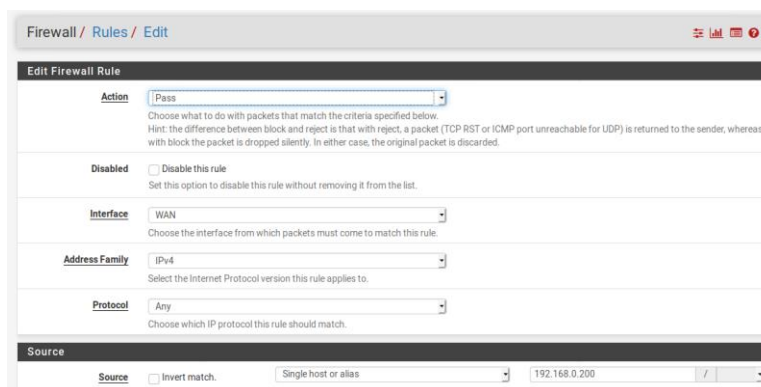 Firewall / Rules / Edit
Edit Firewall Rule
Action
Pass
Choose what to do with packets that match the criteria specified below.
Hint: the difference between block and reject is that with reject, a packet (TCP RST or ICMP port unreachable for UDP) is returned to the sender, whereas
with block the packet is dropped silently. In either case, the original packet is discarded.
Disabled
Disable this rule
Set this option to disable this rule without removing it from the list.
Interface
WAN
Choose the interface from which packets must come to match this rule.
Address Family
IPv4
Select the Internet Protocol version this rule applies to.
Protocol
Any
Choose which IP protocol this rule should match.
Source
Source Invert match. Single host or alias 192.168.0.200 /